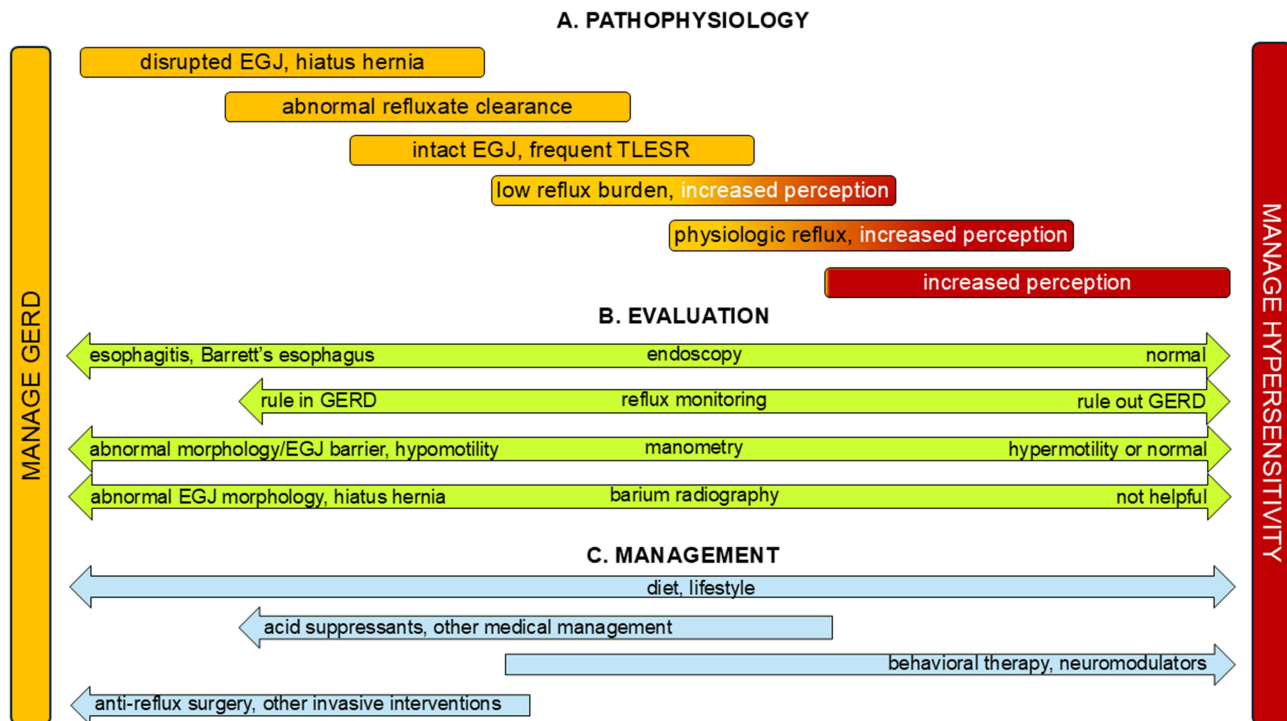 A. PATHOPHYSIOLOGY
MANAGE GERD
disrupted EGJ, hiatus hernia
abnormal refluxate clearance
intact EGJ, frequent TLESR
low reflux burden, increased perception
physiologic reflux, increased perception
increased perception
MANAGE HYPERSENSITIVITY
B. EVALUATION
esophagitis, Barrett's esophagus endoscopy normal
rule in GERD reflux monitoring rule out GERD
abnormal morphology/EGJ barrier, hypomotility manometry hypermotility or normal
abnormal EGJ morphology, hiatus hernia barium radiography not helpful
C. MANAGEMENT
diet, lifestyle
acid suppressants, other medical management
behavioral therapy, neuromodulators
anti-reflux surgery, other invasive interventions